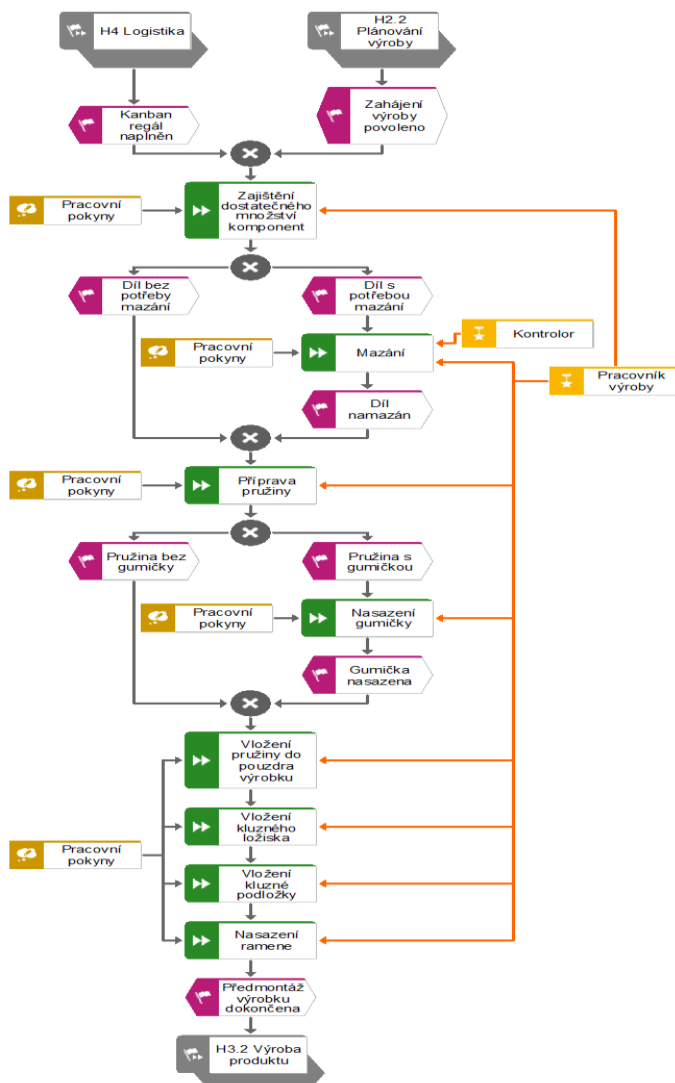 H4 Logistika
H2.2
Plánování
výroby
Kanban
regál
naplněn
Zahájení
výroby
povoleno
Pracovní
pokyny
Zajištění
dostatečného
množství
komponent
Díl bez
potřeby
mazání
Díl s
potřebou
mazání
Pracovní
pokyny
Mazání
Kontrolor
Pracovník
výroby
Díl
namazán
Pracovní
pokyny
Příprava
pružiny
Pružina bez
gumičky
Pružina s
gumičkou
Pracovní
pokyny
Nasazení
gumičky
Gumička
nasazena
Vložení
pružiny do
pouzdra
výrobku
Vložení
kluzného
ložiska
Pracovní
pokyny
Vložení
kluzné
podložky
Nasazení
ramene
Předmontáž
výrobku
dokončena
H3.2 Výroba
produktu